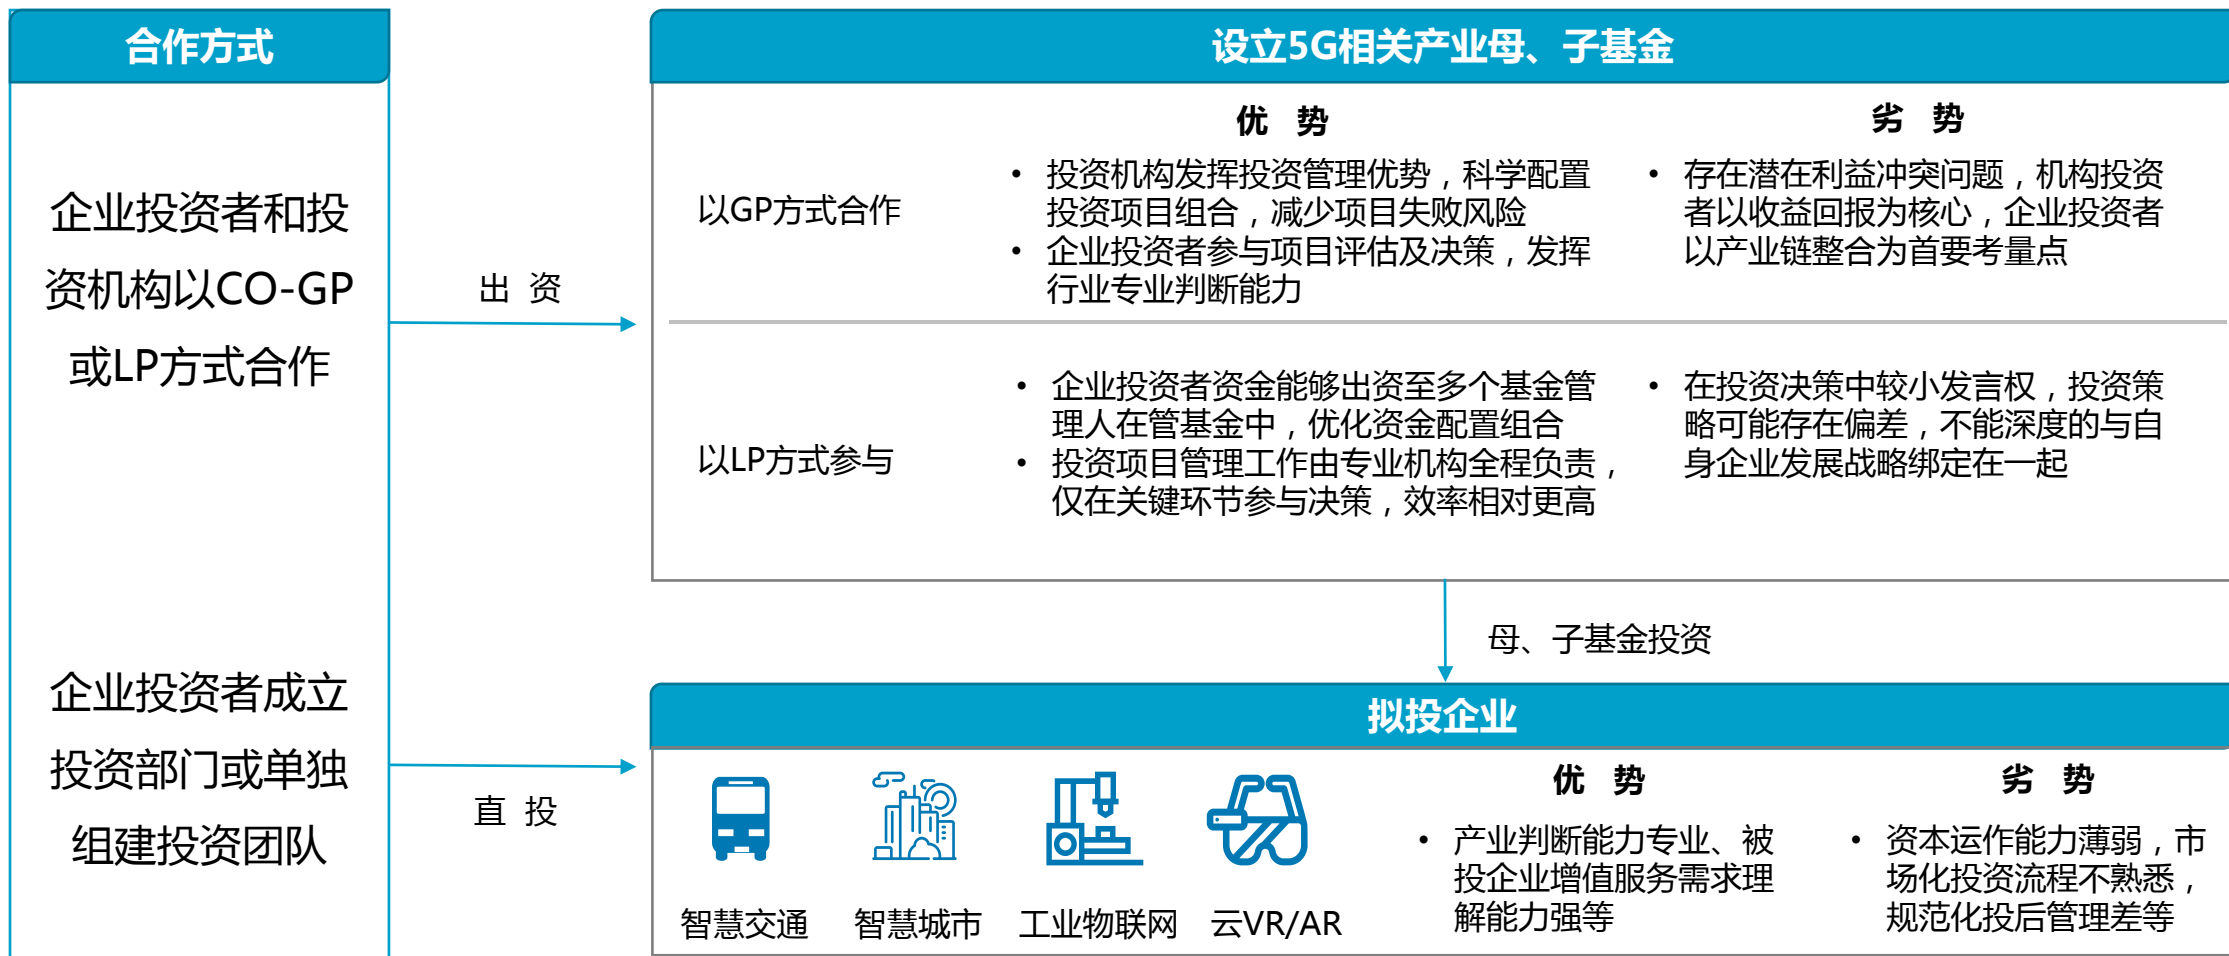 合作方式
企业投资者和投
资机构以CO-GP
或LP方式合作
企业投资者成立
投资部门或单独
组建投资团队
出 资
直 投
设立5G相关产业母、子基金
优 势
劣 势
以GP方式合作
• 投资机构发挥投资管理优势，科学配置
投资项目组合，减少项目失败风险
• 企业投资者参与项目评估及决策，发挥
行业专业判断能力
• 存在潜在利益冲突问题，机构投资
者以收益回报为核心，企业投资者
以产业链整合为首要考量点
以LP方式参与
• 企业投资者资金能够出资至多个基金管
理人在管基金中，优化资金配置组合
• 投资项目管理工作由专业机构全程负责，
仅在关键环节参与决策，效率相对更高
• 在投资决策中较小发言权，投资策
略可能存在偏差，不能深度的与自
身企业发展战略绑定在一起
母、子基金投资
拟投企业
智慧交通
智慧城市
工业物联网
云VR/AR
优 势
• 产业判断能力专业、被
投企业增值服务需求理
解能力强等
劣 势
• 资本运作能力薄弱，市
场化投资流程不熟悉，
规范化投后管理差等